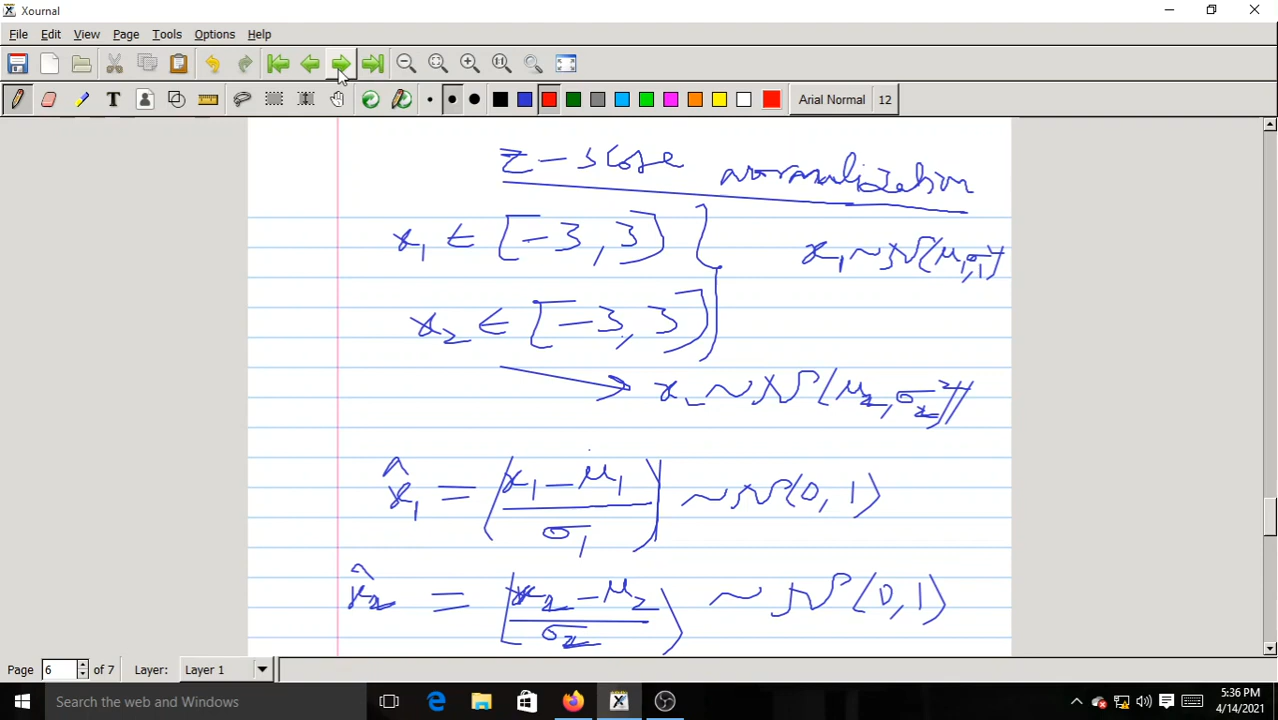 Xournal
File Edit View Page Tools Options Help
Arial Normal 12
z-score normalization
x₁ ∈ [-3, 3]
x₁ ~ N(μ₁, σ₁²)
x₂ ∈ [-3, 3]
x₂ ~ N(μ₂, σ₂²)
x̂₁ = (x₁ - μ₁ / σ₁) ~ N(0, 1)
x̂₂ = (x₂ - μ₂ / σ₂) ~ N(0, 1)
Page 6 of 7 Layer: Layer 1
Search the web and Windows
5:36 PM
4/14/2021